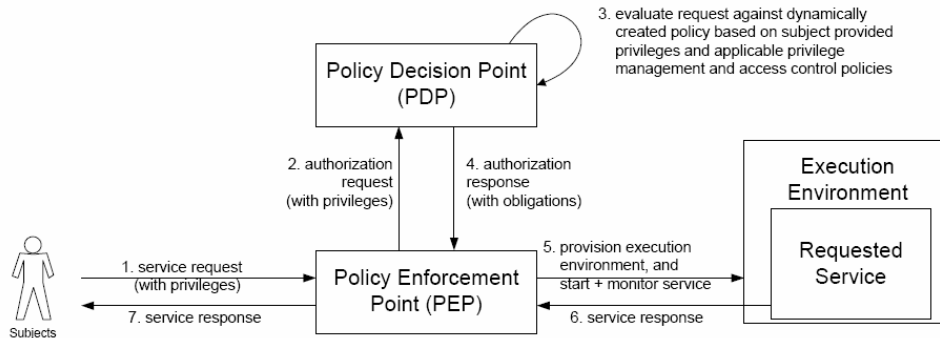 3. evaluate request against dynamically
created policy based on subject provided
privileges and applicable privilege
management and access control policies
Policy Decision Point
(PDP)
2. authorization
request
(with privileges)
4. authorization
response
(with obligations)
Execution
Environment
Requested
Service
1. service request
(with privileges)
Policy Enforcement
Point (PEP)
5. provision execution
environment, and
start + monitor service
7. service response
6. service response
Subjects